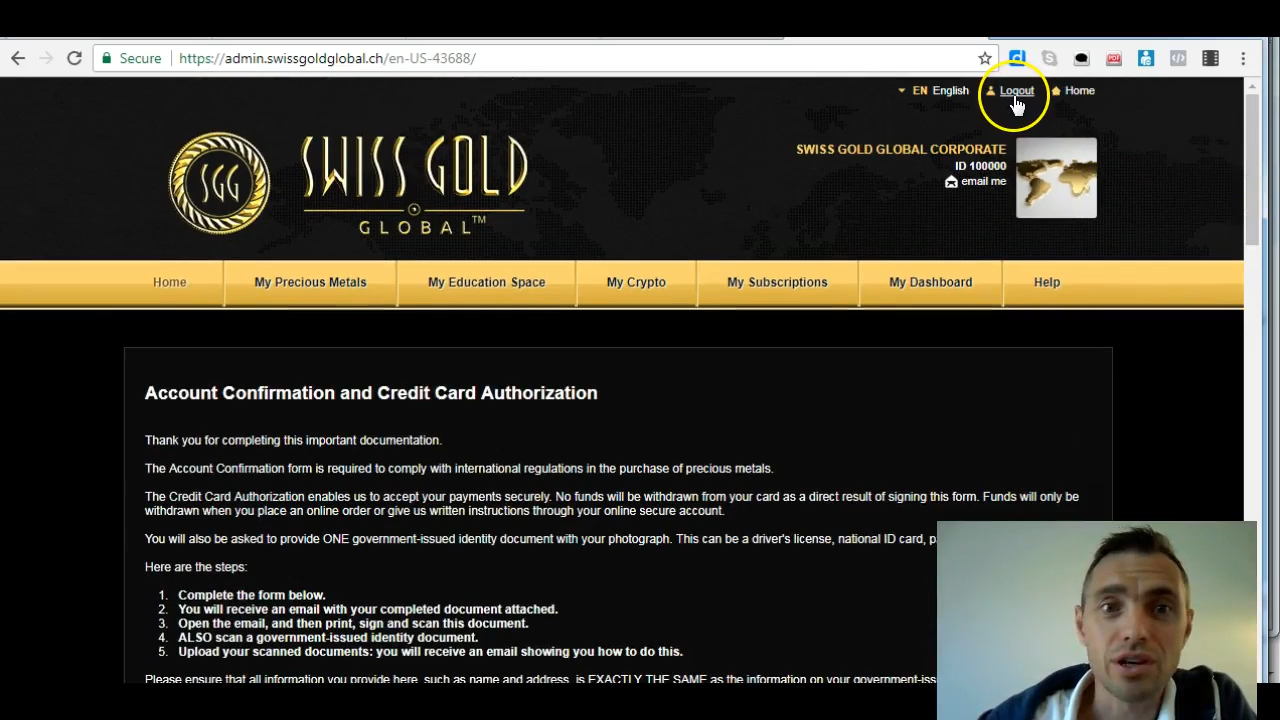 Secure https://admin.swissgoldglobal.ch/en-US-43688/
EN English Logout Home
SGG SWISS GOLD GLOBAL™
SWISS GOLD GLOBAL CORPORATE
ID 100000
email me
Home My Precious Metals My Education Space My Crypto My Subscriptions My Dashboard Help
Account Confirmation and Credit Card Authorization
Thank you for completing this important documentation.
The Account Confirmation form is required to comply with international regulations in the purchase of precious metals.
The Credit Card Authorization enables us to accept your payments securely. No funds will be withdrawn from your card as a direct result of signing this form. Funds will only be
withdrawn when you place an online order or give us written instructions through your online secure account.
You will also be asked to provide ONE government-issued identity document with your photograph. This can be a driver's license, national ID card, p
Here are the steps:
1. Complete the form below.
2. You will receive an email with your completed document attached.
3. Open the email, and then print, sign and scan this document.
4. ALSO scan a government-issued identity document.
5. Upload your scanned documents: you will receive an email showing you how to do this.
Please ensure that all information you provide here, such as name and address, is EXACTLY THE SAME as the information on your government-iss